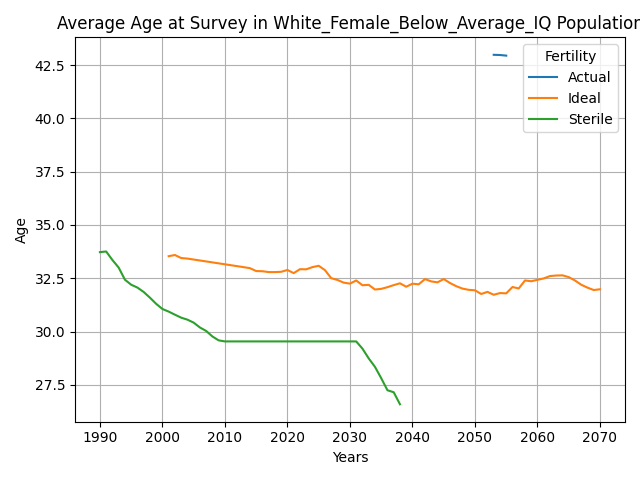 Average Age at Survey in White_Female_Below_Average_IQ Population
Fertility
Actual
Ideal
Sterile
42.5
40.0
37.5
35.0
32.5
30.0
27.5
Age
1990 2000 2010 2020 2030 2040 2050 2060 2070
Years